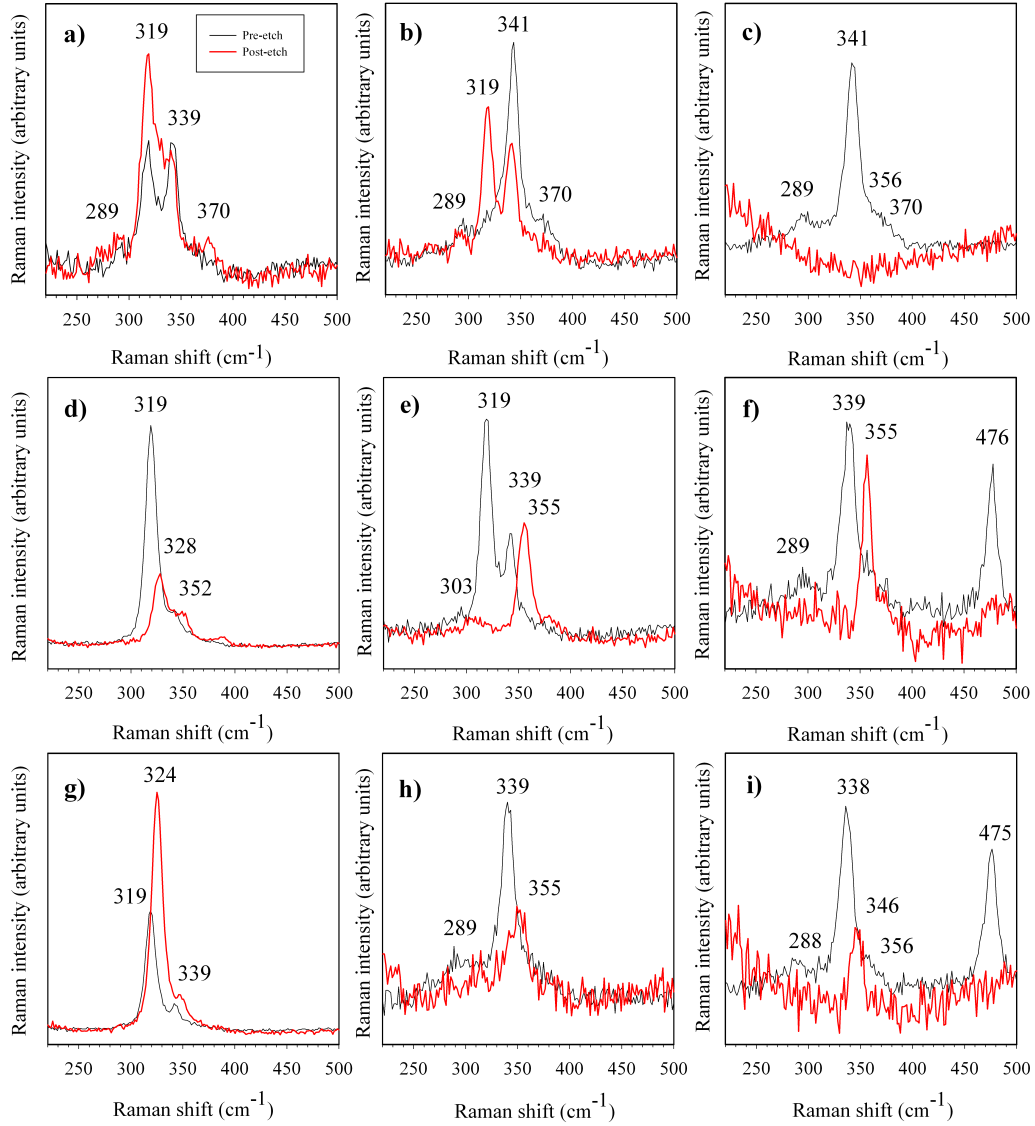 a)
319
Pre-etch
Post-etch
339
289
370
Raman intensity (arbitrary units)
250 300 350 400 450 500
Raman shift (cm-1)
b)
341
319
289
370
Raman intensity (arbitrary units)
250 300 350 400 450 500
Raman shift (cm-1)
c)
341
289
356
370
Raman intensity (arbitrary units)
250 300 350 400 450 500
Raman shift (cm-1)
d)
319
328
352
Raman intensity (arbitrary units)
250 300 350 400 450 500
Raman shift (cm-1)
e)
319
339
355
303
Raman intensity (arbitrary units)
250 300 350 400 450 500
Raman shift (cm-1)
f)
339
355
476
289
Raman intensity (arbitrary units)
250 300 350 400 450 500
Raman shift (cm-1)
g)
324
319
339
Raman intensity (arbitrary units)
250 300 350 400 450 500
Raman shift (cm-1)
h)
339
355
289
Raman intensity (arbitrary units)
250 300 350 400 450 500
Raman shift (cm-1)
i)
338
475
346
288
356
Raman intensity (arbitrary units)
250 300 350 400 450 500
Raman shift (cm-1)